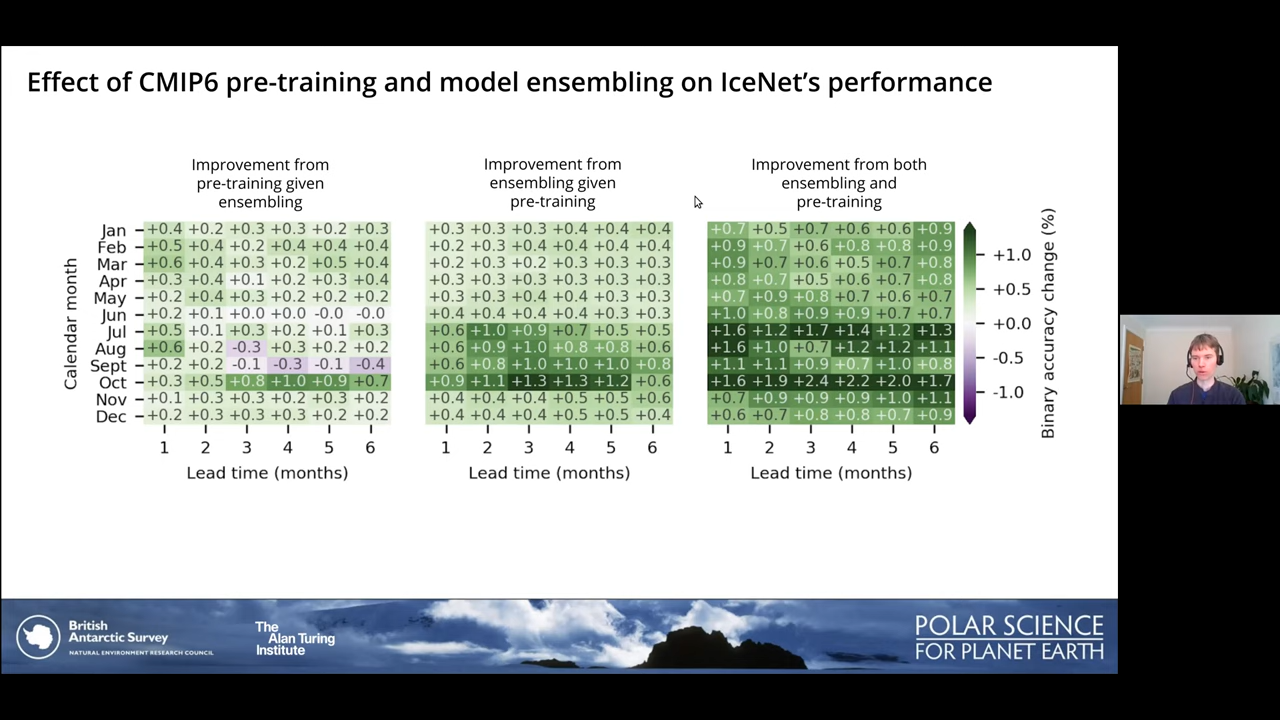 Effect of CMIP6 pre-training and model ensembling on IceNet's performance
Improvement from
pre-training given
ensembling
Improvement from
ensembling given
pre-training
Improvement from both
ensembling and
pre-training
Calendar month
Jan +0.4 +0.2 +0.3 +0.3 +0.2 +0.3 +0.3 +0.3 +0.3 +0.4 +0.4 +0.4 +0.7 +0.5 +0.7 +0.6 +0.6 +0.9
Feb +0.5 +0.4 +0.2 +0.4 +0.4 +0.4 +0.2 +0.3 +0.4 +0.4 +0.4 +0.4 +0.9 +0.7 +0.6 +0.8 +0.8 +0.9
Mar +0.6 +0.4 +0.3 +0.2 +0.5 +0.4 +0.2 +0.3 +0.2 +0.3 +0.3 +0.3 +0.9 +0.7 +0.6 +0.5 +0.7 +0.8
Apr +0.3 +0.4 +0.1 +0.2 +0.3 +0.4 +0.3 +0.3 +0.3 +0.3 +0.3 +0.3 +0.8 +0.7 +0.5 +0.6 +0.7 +0.7
May +0.2 +0.4 +0.3 +0.2 +0.2 +0.2 +0.3 +0.3 +0.4 +0.4 +0.3 +0.3 +0.7 +0.9 +0.8 +0.7 +0.6 +0.7
Jun +0.2 +0.1 +0.0 +0.0 -0.0 -0.0 +0.4 +0.4 +0.4 +0.4 +0.3 +0.3 +1.0 +0.8 +0.9 +0.9 +0.7 +0.7
Jul +0.5 +0.1 +0.3 +0.2 +0.1 +0.3 +0.6 +1.0 +0.9 +0.7 +0.5 +0.5 +1.6 +1.2 +1.7 +1.4 +1.2 +1.3
Aug +0.6 +0.2 -0.3 +0.3 +0.2 +0.2 +0.6 +0.9 +1.0 +0.8 +0.8 +0.6 +1.6 +1.0 +0.7 +1.2 +1.2 +1.1
Sept +0.2 +0.2 -0.1 -0.3 -0.1 -0.4 +0.6 +0.8 +1.0 +1.0 +1.0 +0.8 +1.1 +1.1 +0.9 +0.7 +1.0 +0.8
Oct +0.3 +0.5 +0.8 +1.0 +0.9 +0.7 +0.9 +1.1 +1.3 +1.3 +1.2 +0.6 +1.6 +1.9 +2.4 +2.2 +2.0 +1.7
Nov +0.1 +0.3 +0.3 +0.2 +0.3 +0.2 +0.4 +0.4 +0.4 +0.5 +0.5 +0.6 +0.7 +0.9 +0.9 +0.9 +1.0 +1.1
Dec +0.2 +0.3 +0.3 +0.3 +0.2 +0.2 +0.4 +0.4 +0.4 +0.5 +0.5 +0.4 +0.6 +0.7 +0.8 +0.8 +0.7 +0.9
1 2 3 4 5 6 1 2 3 4 5 6 1 2 3 4 5 6
Lead time (months) Lead time (months) Lead time (months)
+1.0
+0.5
+0.0
-0.5
-1.0
Binary accuracy change (%)
British
Antarctic Survey
NATURAL ENVIRONMENT RESEARCH COUNCIL
The
Alan Turing
Institute
POLAR SCIENCE
FOR PLANET EARTH